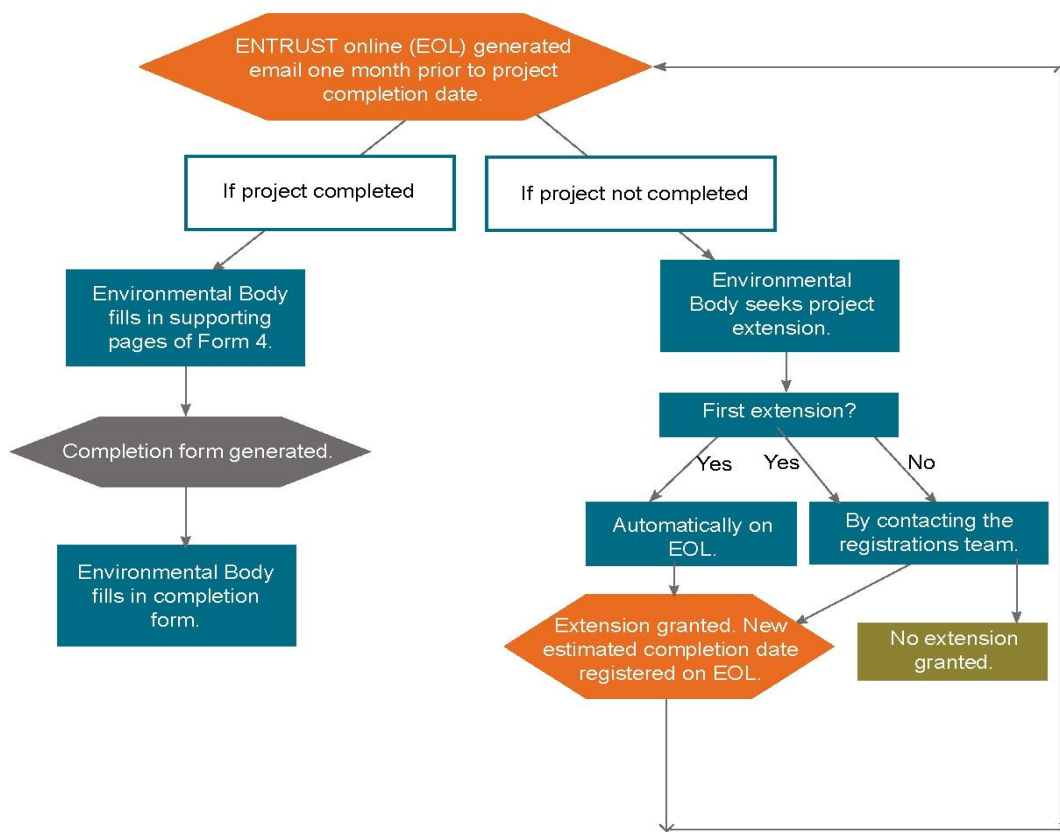 ENTRUST online (EOL) generated
email one month prior to project
completion date.
If project completed
If project not completed
Environmental Body
fills in supporting
pages of Form 4.
Environmental
Body seeks project
extension.
First extension?
Completion form generated.
Yes
Yes
No
Automatically on
EOL.
By contacting the
registrations team.
Environmental Body
fills in completion
form.
Extension granted. New
estimated completion date
registered on EOL.
No extension
granted.